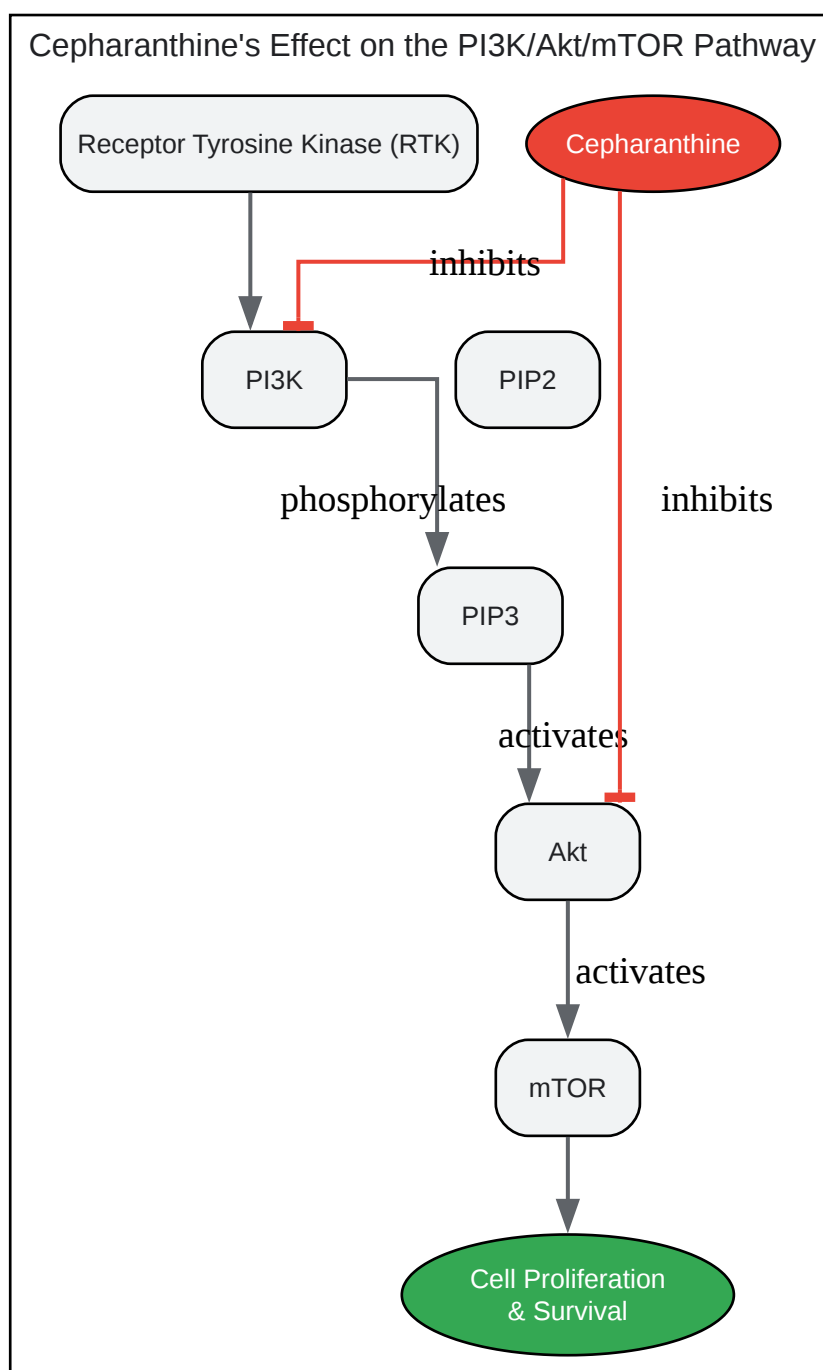 Cepharanthine's Effect on the PI3K/Akt/mTOR Pathway
Receptor Tyrosine Kinase (RTK)
Cepharanthine
inhibits
PI3K
PIP2
phosphorylates
inhibits
PIP3
activates
Akt
activates
mTOR
Cell Proliferation
& Survival